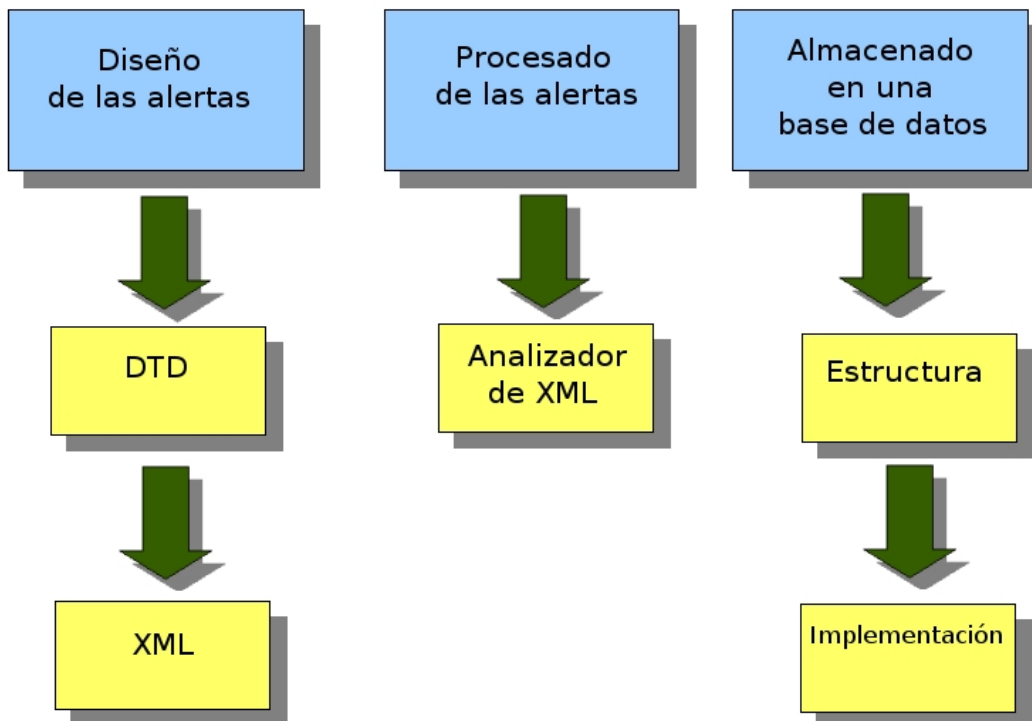 Diseño
de las alertas
Procesado
de las alertas
Almacenado
en una
base de datos
DTD
Analizador
de XML
Estructura
XML
Implementación